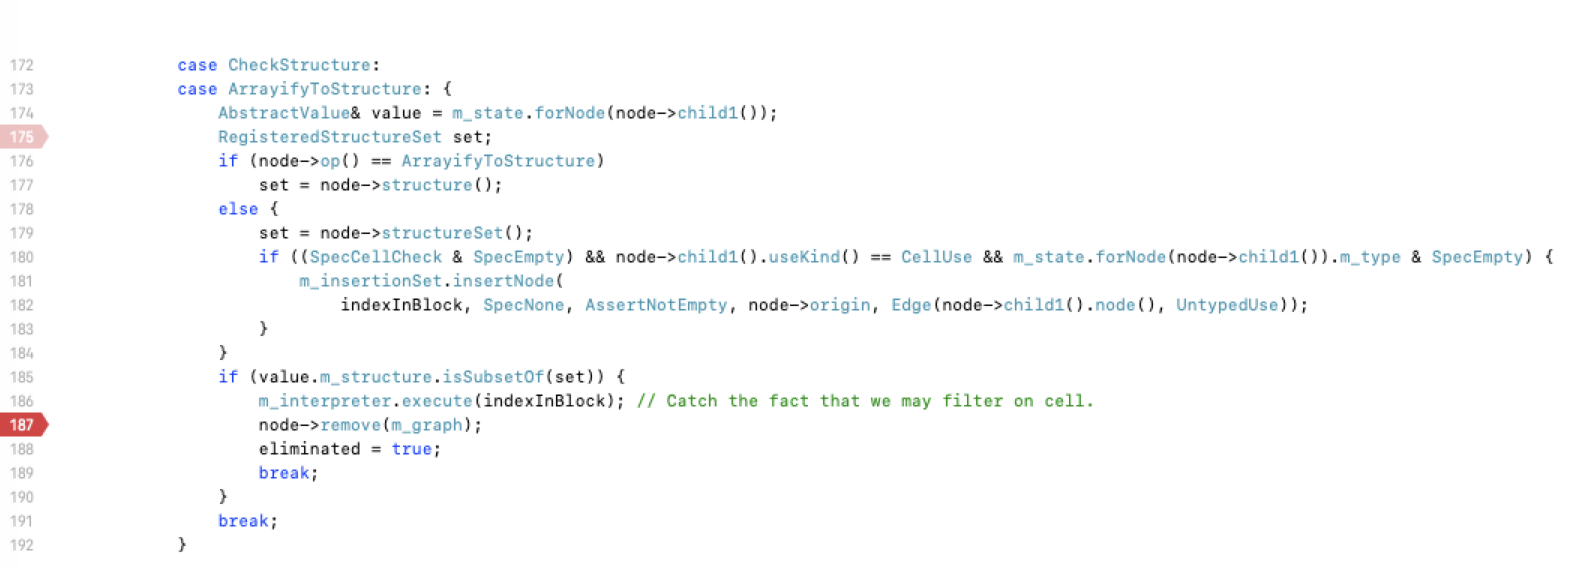 172 case CheckStructure:
173 case ArrayifyToStructure: {
174 AbstractValue& value = m_state.forNode(node->child1());
175 RegisteredStructureSet set;
176 if (node->op() == ArrayifyToStructure)
177 set = node->structure();
178 else {
179 set = node->structureSet();
180 if ((SpecCellCheck & SpecEmpty) && node->child1().useKind() == CellUse && m_state.forNode(node->child1()).m_type & SpecEmpty) {
181 m_insertionSet.insertNode(
182 indexInBlock, SpecNone, AssertNotEmpty, node->origin, Edge(node->child1().node(), UntypedUse));
183 }
184 }
185 if (value.m_structure.isSubsetOf(set)) {
186 m_interpreter.execute(indexInBlock); // Catch the fact that we may filter on cell.
187 node->remove(m_graph);
188 eliminated = true;
189 break;
190 }
191 break;
192 }